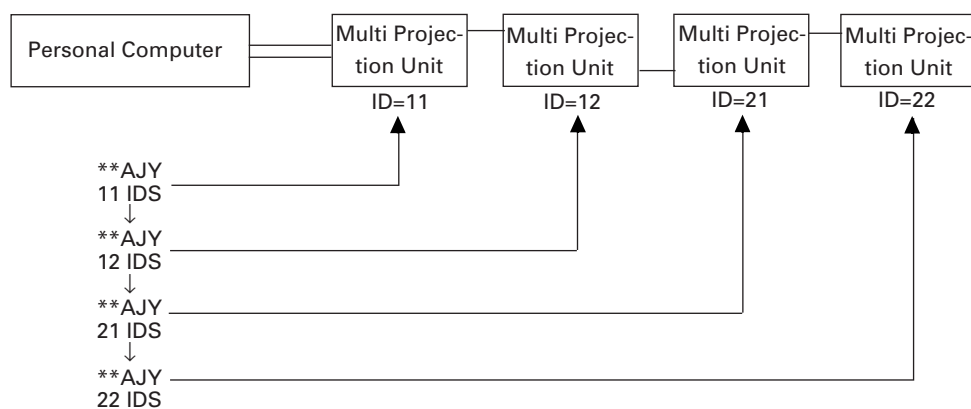 Personal Computer
Multi Projec-
tion Unit
Multi Projec-
tion Unit
Multi Projec-
tion Unit
Multi Projec-
tion Unit
ID=11
ID=12
ID=21
ID=22
**AJY
11 IDS
↓
**AJY
12 IDS
↓
**AJY
21 IDS
↓
**AJY
22 IDS